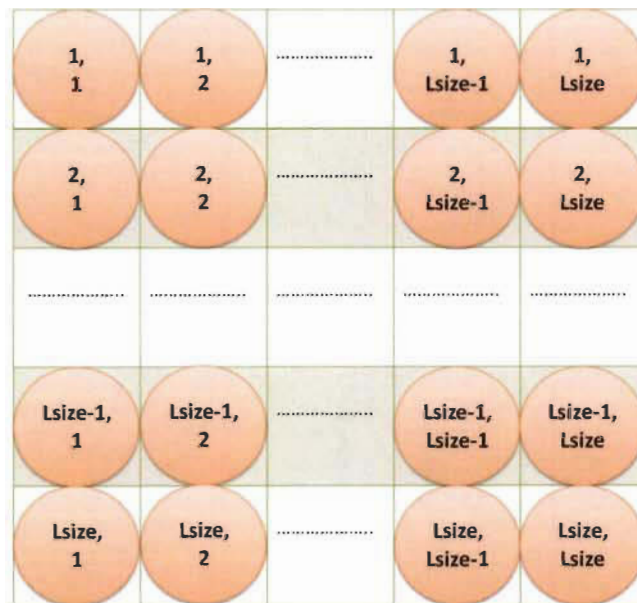 1, 1, ............... 1, 1,
1 2 Lsize-1 Lsize
2, 2, ............... 2, 2,
1 2 Lsize-1 Lsize
............... ............... ............... ............... ...............
Lsize-1, Lsize-1, ............... Lsize-1, Lsize-1,
1 2 Lsize-1 Lsize
Lsize, Lsize, ............... Lsize, Lsize,
1 2 Lsize-1 Lsize